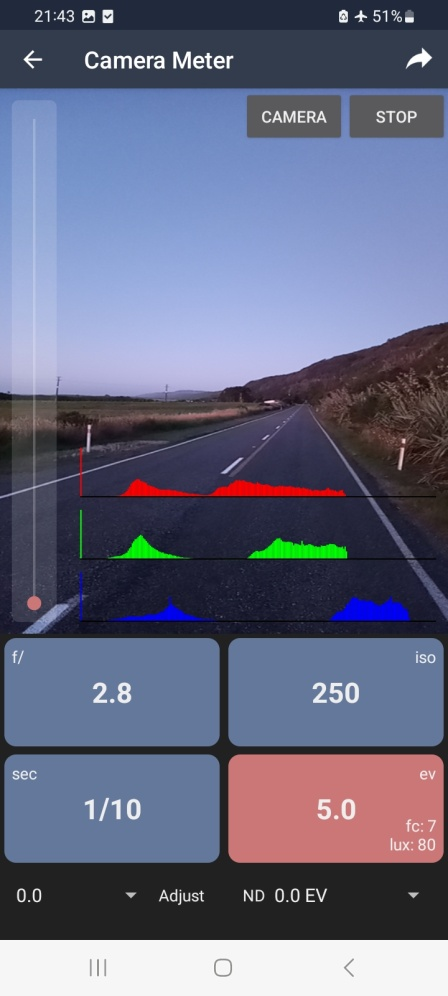 21:43 51%
Camera Meter
CAMERA STOP
f/ iso
2.8 250
sec ev
1/10 5.0
fc: 7
lux: 80
0.0 Adjust ND 0.0 EV